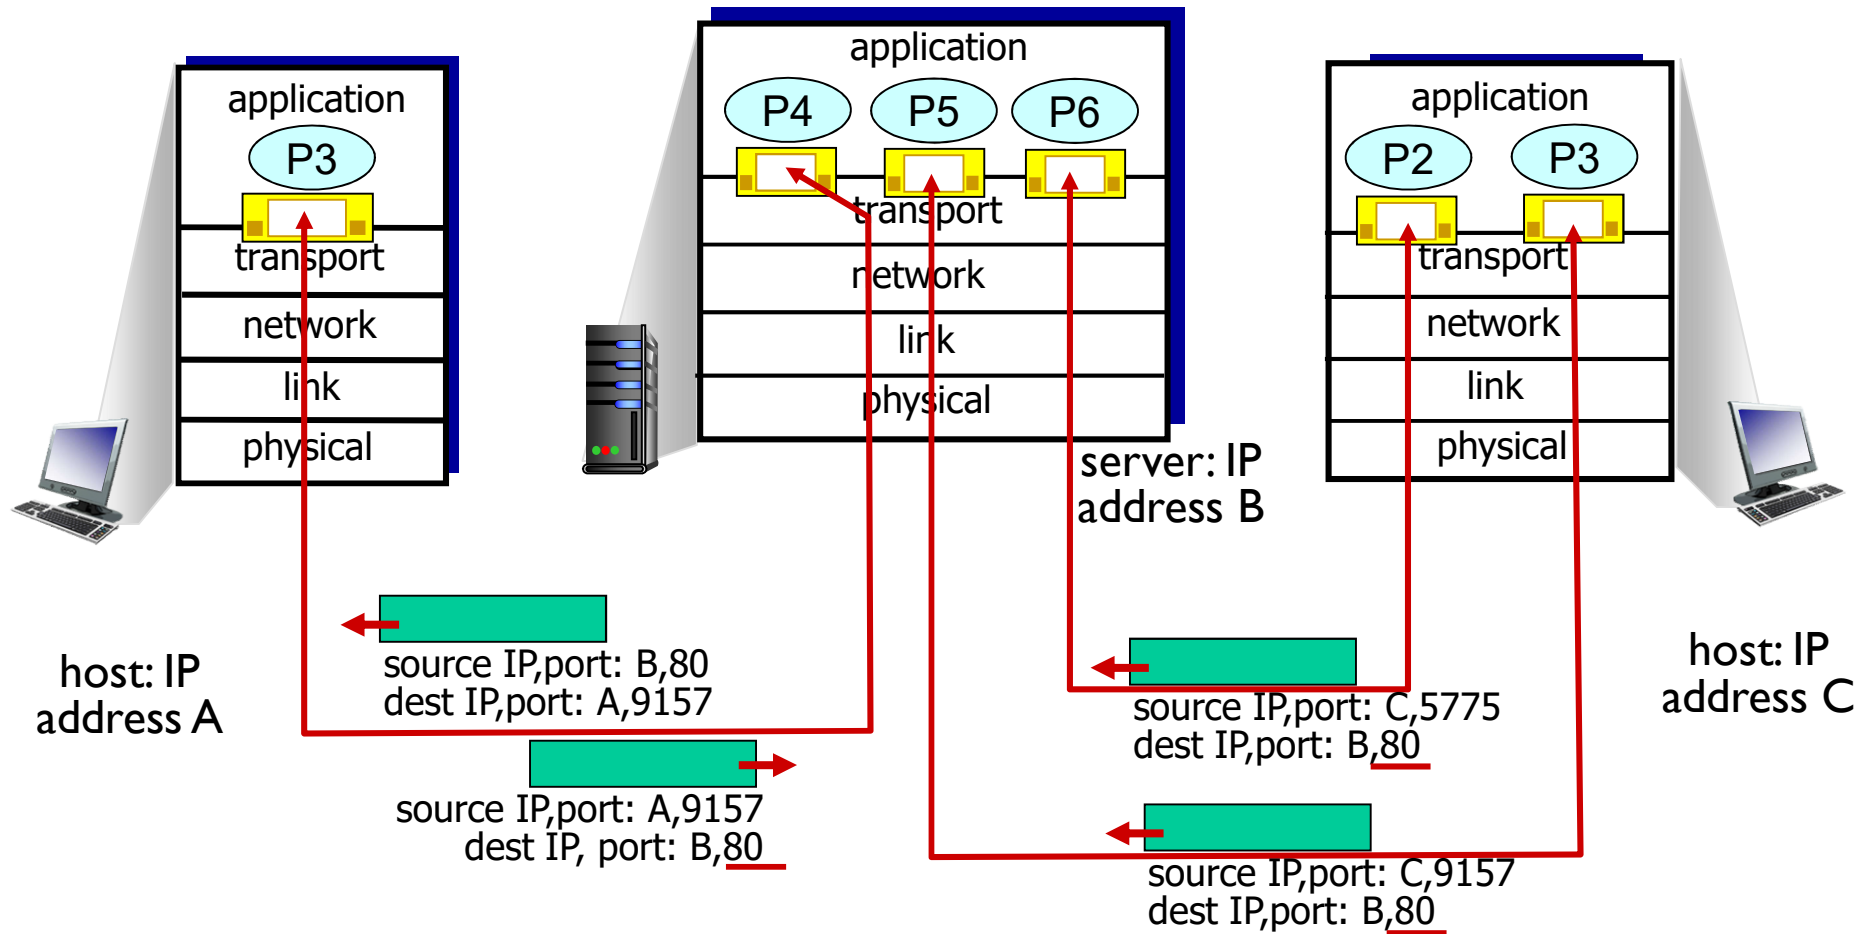 application
P3
transport
network
link
physical
host: IP
address A
application
P4 P5 P6
transport
network
link
physical
server: IP
address B
application
P2 P3
transport
network
link
physical
host: IP
address C
source IP,port: B,80
dest IP,port: A,9157
source IP,port: A,9157
dest IP, port: B,80
source IP,port: C,5775
dest IP,port: B,80
source IP,port: C,9157
dest IP,port: B,80